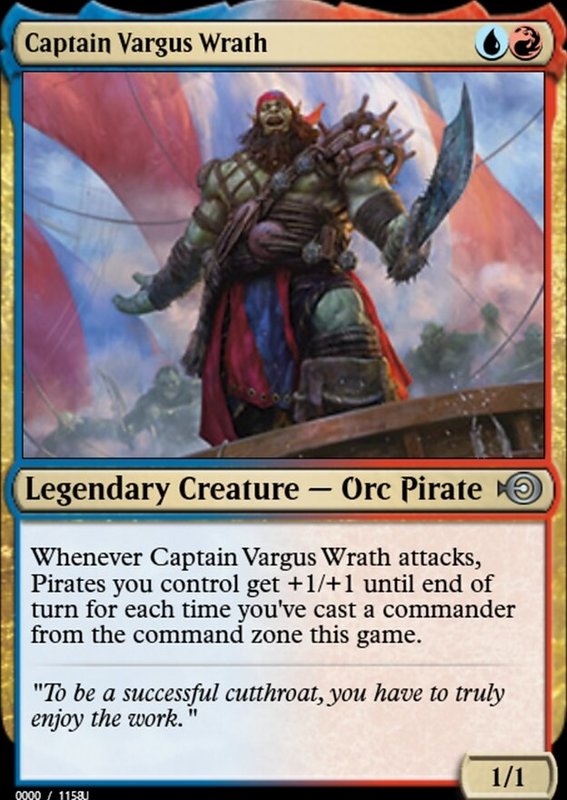 Captain Vargus Wrath
Legendary Creature — Orc Pirate
Whenever Captain Vargus Wrath attacks,
Pirates you control get +1/+1 until end of
turn for each time you've cast a commander
from the command zone this game.
"To be a successful cutthroat, you have to truly
enjoy the work."
1/1
0000 / 1158U